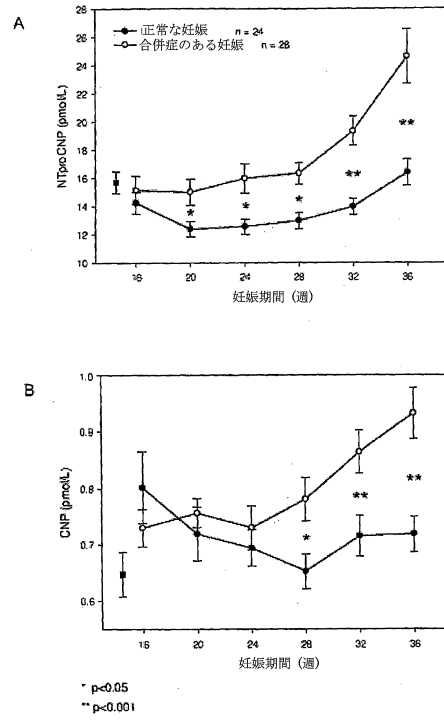 A
正常な妊娠 n = 24
合併症のある妊娠 n = 28
NTproCNP (pmol/L)
28
26
24
22
20
18
16
14
12
10
* * * ** **
16 20 24 28 32 36
妊娠期間 (週)
B
CNP (pmol/L)
1.0
0.9
0.8
0.7
0.6
* ** **
16 20 24 28 32 36
妊娠期間 (週)
* p<0.05
** p<0.001